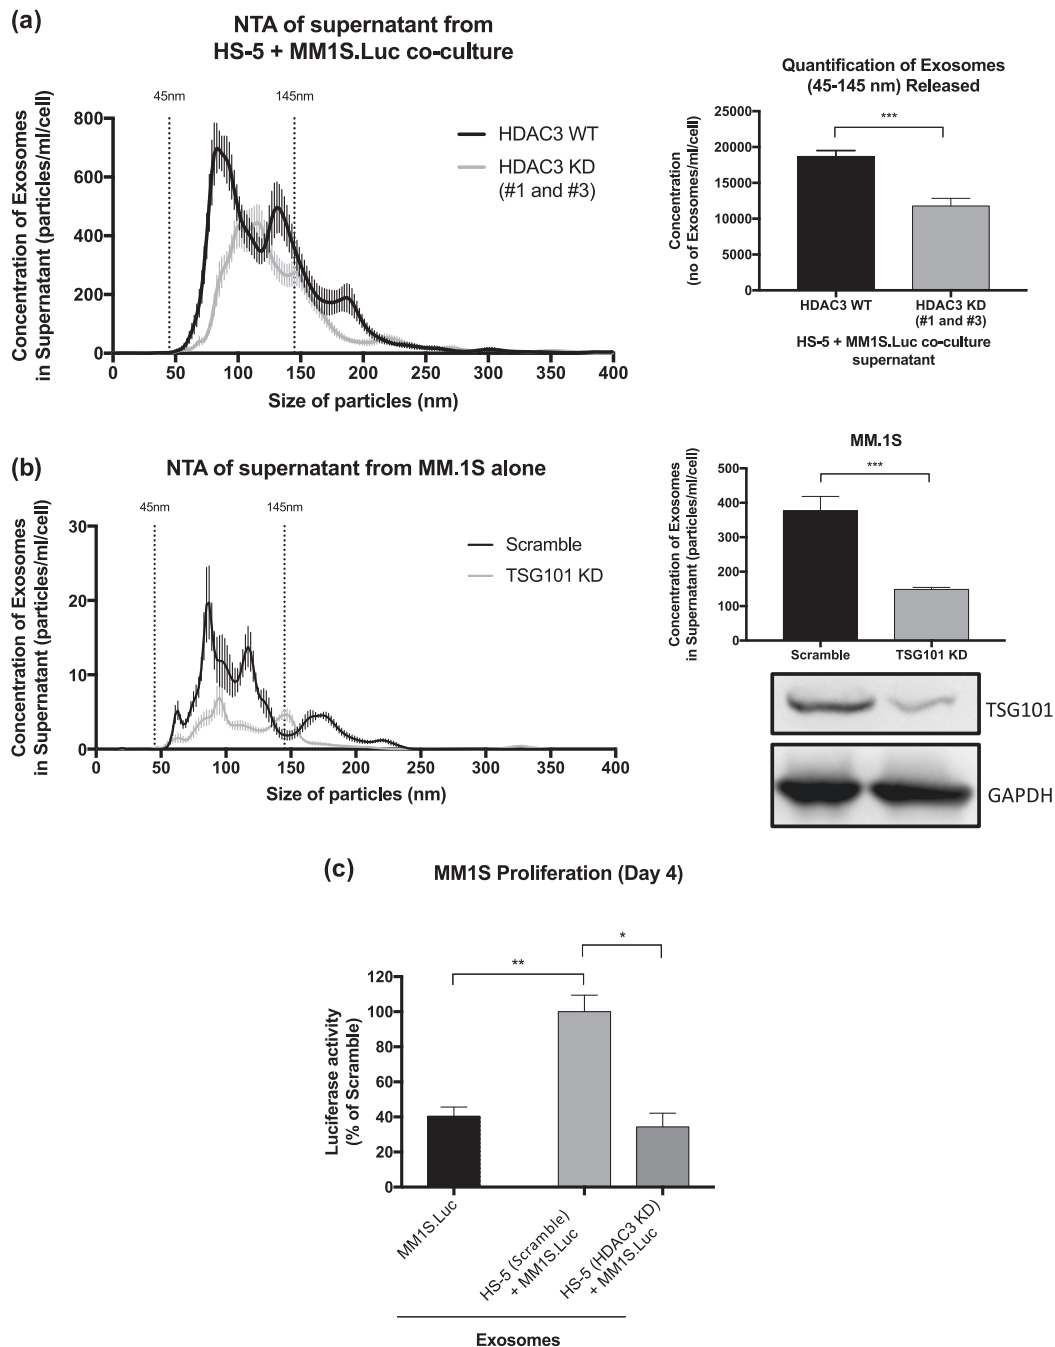 (a)
NTA of supernatant from
HS-5 + MM1S.Luc co-culture
45nm
145nm
Concentration of Exosomes
in Supernatant (particles/ml/cell)
800
600
400
200
0
HDAC3 WT
HDAC3 KD
(#1 and #3)
0 50 100 150 200 250 300 350 400
Size of particles (nm)
Quantification of Exosomes
(45-145 nm) Released
Concentration
(no of Exosomes/ml/cell)
25000
20000
15000
10000
5000
0
***
HDAC3 WT
HDAC3 KD
(#1 and #3)
HS-5 + MM1S.Luc co-culture
supernatant
(b)
NTA of supernatant from MM.1S alone
45nm
145nm
Concentration of Exosomes
in Supernatant (particles/ml/cell)
30
20
10
0
Scramble
TSG101 KD
0 50 100 150 200 250 300 350 400
Size of particles (nm)
MM.1S
Concentration of Exosomes
in Supernatant (particles/ml/cell)
500
400
300
200
100
0
***
Scramble
TSG101 KD
TSG101
GAPDH
(c)
MM1S Proliferation (Day 4)
Luciferase activity
(% of Scramble)
120
100
80
60
40
20
0
**
*
MM1S.Luc
HS-5 (Scramble)
+ MM1S.Luc
HS-5 (HDAC3 KD)
+ MM1S.Luc
Exosomes